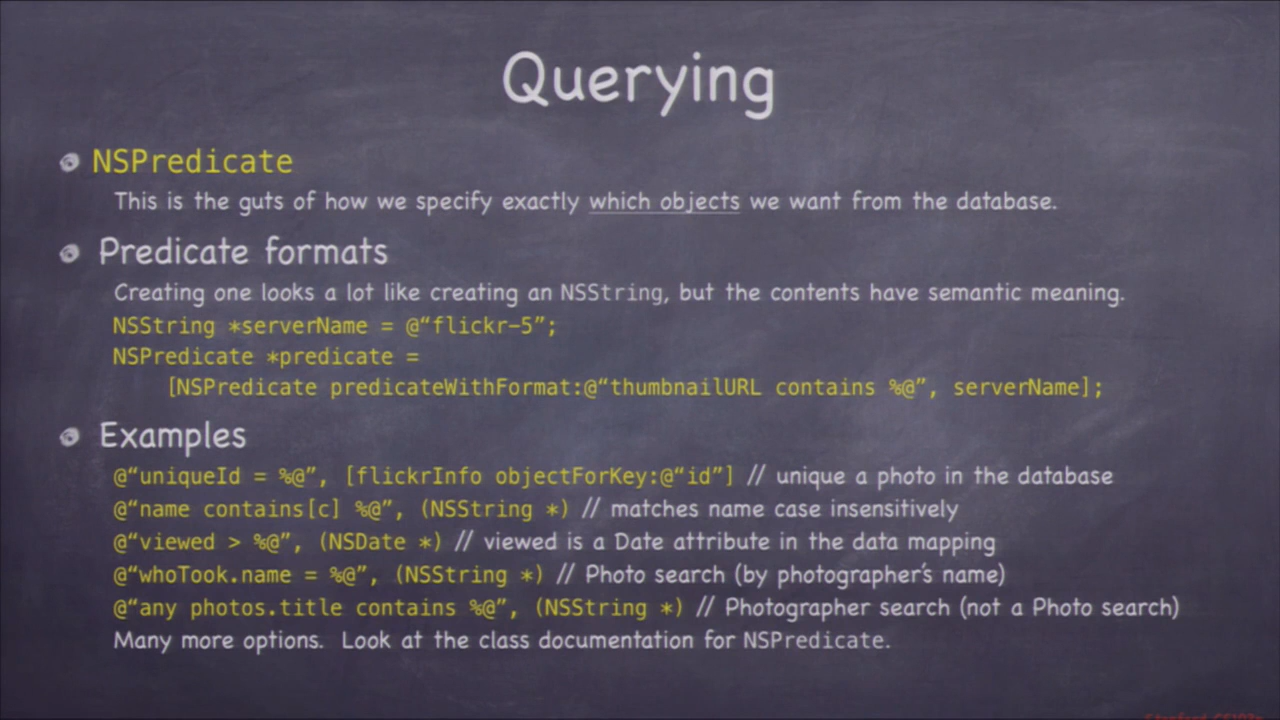 Querying
NSPredicate
This is the guts of how we specify exactly which objects we want from the database.
Predicate formats
Creating one looks a lot like creating an NSString, but the contents have semantic meaning.
NSString *serverName = @“flickr-5”;
NSPredicate *predicate =
[NSPredicate predicateWithFormat:@“thumbnailURL contains %@”, serverName];
Examples
@“uniqueId = %@”, [flickrInfo objectForKey:@“id”] // unique a photo in the database
@“name contains[c] %@”, (NSString *) // matches name case insensitively
@“viewed > %@”, (NSDate *) // viewed is a Date attribute in the data mapping
@“whoTook.name = %@”, (NSString *) // Photo search (by photographer’s name)
@“any photos.title contains %@”, (NSString *) // Photographer search (not a Photo search)
Many more options. Look at the class documentation for NSPredicate.